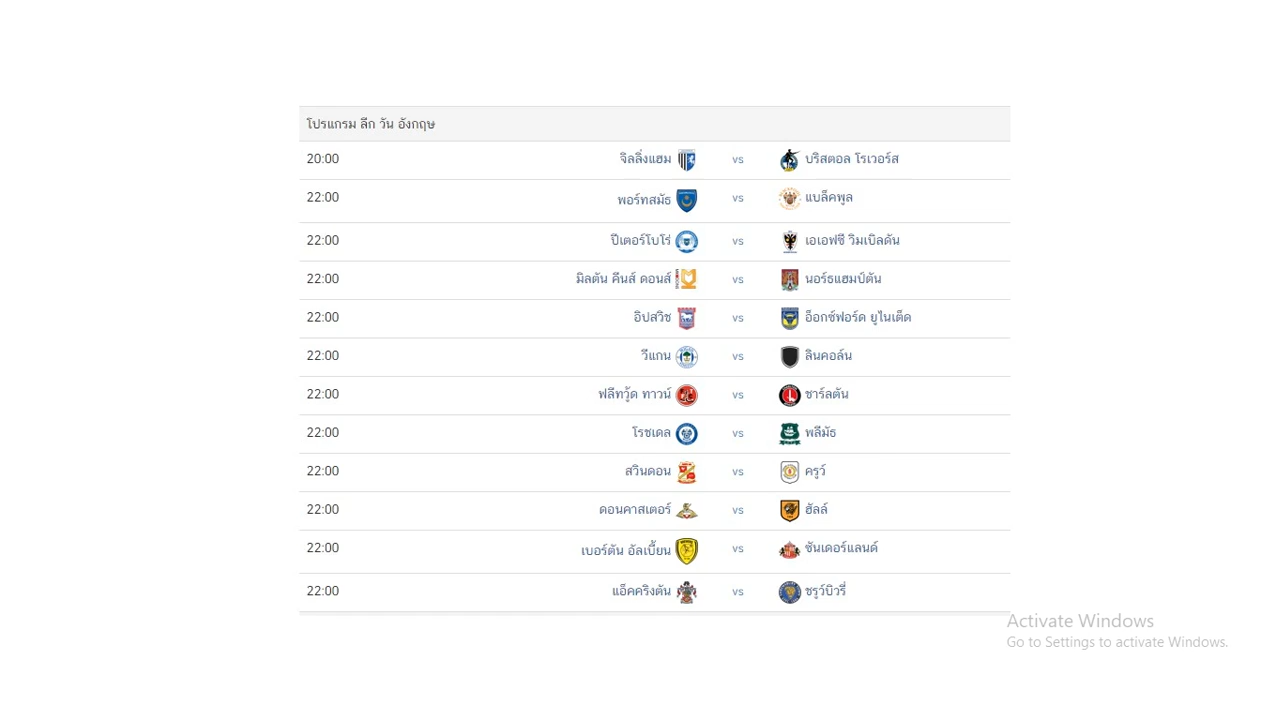 โปรแกรม ลีก วัน อังกฤษ
20:00 จิลลิ่งแฮม vs บริสตอล โรเวอร์ส
22:00 พอร์ทสมัธ vs แบล็คพูล
22:00 ปีเตอร์โบโร่ vs เอเอฟซี วิมเบิลดัน
22:00 มิลตัน คีนส์ ดอนส์ vs นอร์ธแฮมป์ตัน
22:00 อิปสวิช vs อ็อกซ์ฟอร์ด ยูไนเต็ด
22:00 วีแกน vs ลินคอล์น
22:00 ฟลีทวู้ด ทาวน์ vs ชาร์ลตัน
22:00 โรชเดล vs พลีมัธ
22:00 สวินดอน vs ครูว์
22:00 ดอนคาสเตอร์ vs ฮัลล์
22:00 เบอร์ตัน อัลเบี้ยน vs ซันเดอร์แลนด์
22:00 แอ็คคริงตัน vs ชรูว์บิวรี่
Activate Windows
Go to Settings to activate Windows.